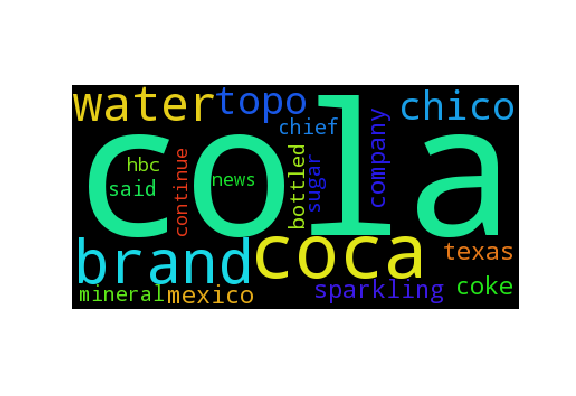 water topo chico
cola
chief
company
hbc
said
continue
news
bottled
sugar
brand coca texas
mineral mexico sparkling coke